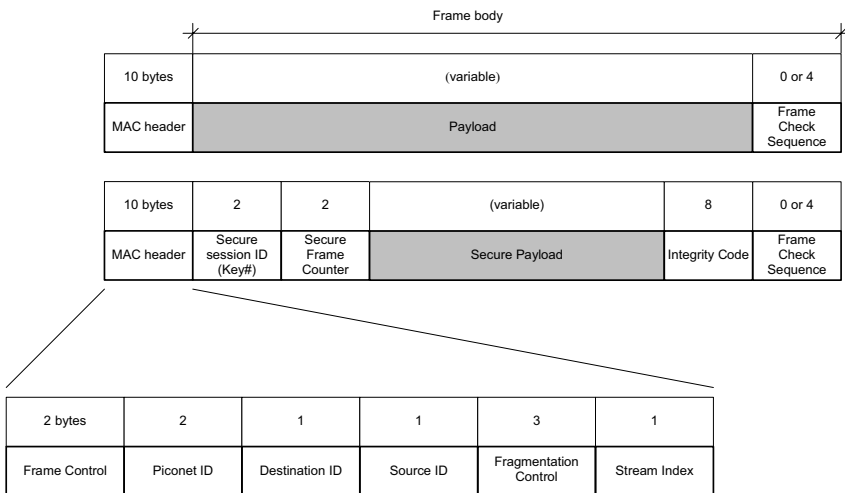 Frame body
10 bytes
(variable)
0 or 4
MAC header
Payload
Frame
Check
Sequence
10 bytes
2
2
(variable)
8
0 or 4
MAC header
Secure
session ID
(Key#)
Secure
Frame
Counter
Secure Payload
Integrity Code
Frame
Check
Sequence
2 bytes
2
1
1
3
1
Frame Control
Piconet ID
Destination ID
Source ID
Fragmentation
Control
Stream Index